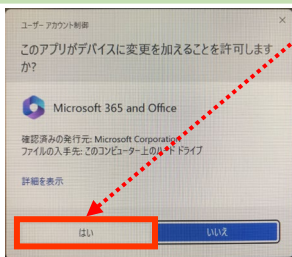 ユーザー アカウント制御
このアプリがデバイスに変更を加えることを許可します
か?
Microsoft 365 and Office
確認済みの発行元: Microsoft Corporation
ファイルの入手先: このコンピューター上のハード ドライブ
詳細を表示
はい
いいえ